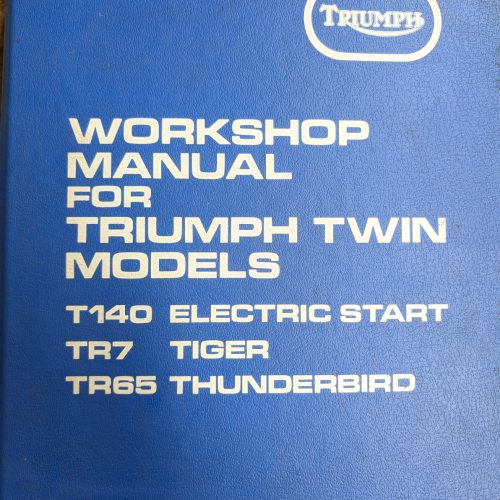 TRIUMPH
WORKSHOP
MANUAL
FOR
TRIUMPH TWIN
MODELS
T140 ELECTRIC START
TR7 TIGER
TR65 THUNDERBIRD